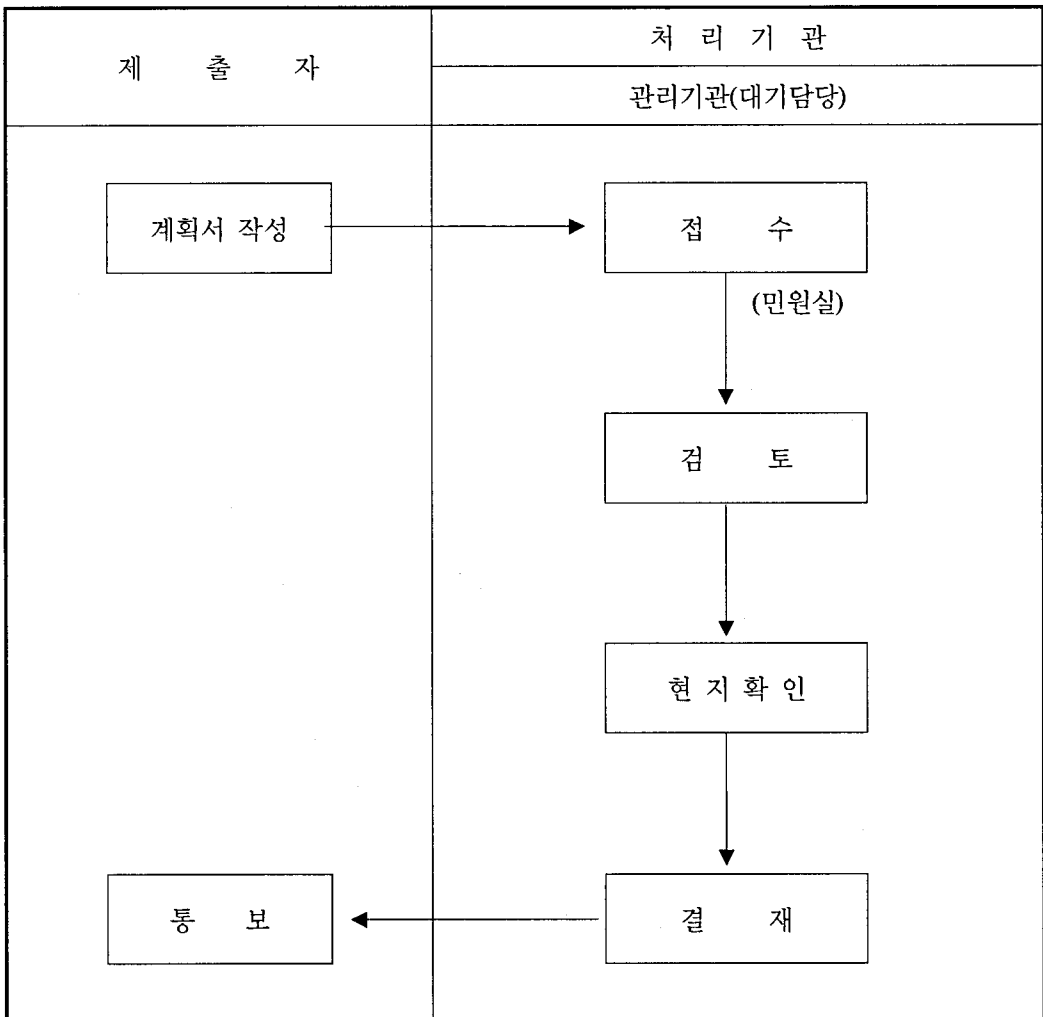 제 출 자
처 리 기 관
관리기관(대기담당)
계획서 작성
접 수
(민원실)
검 토
현 지 확 인
통 보
결 재